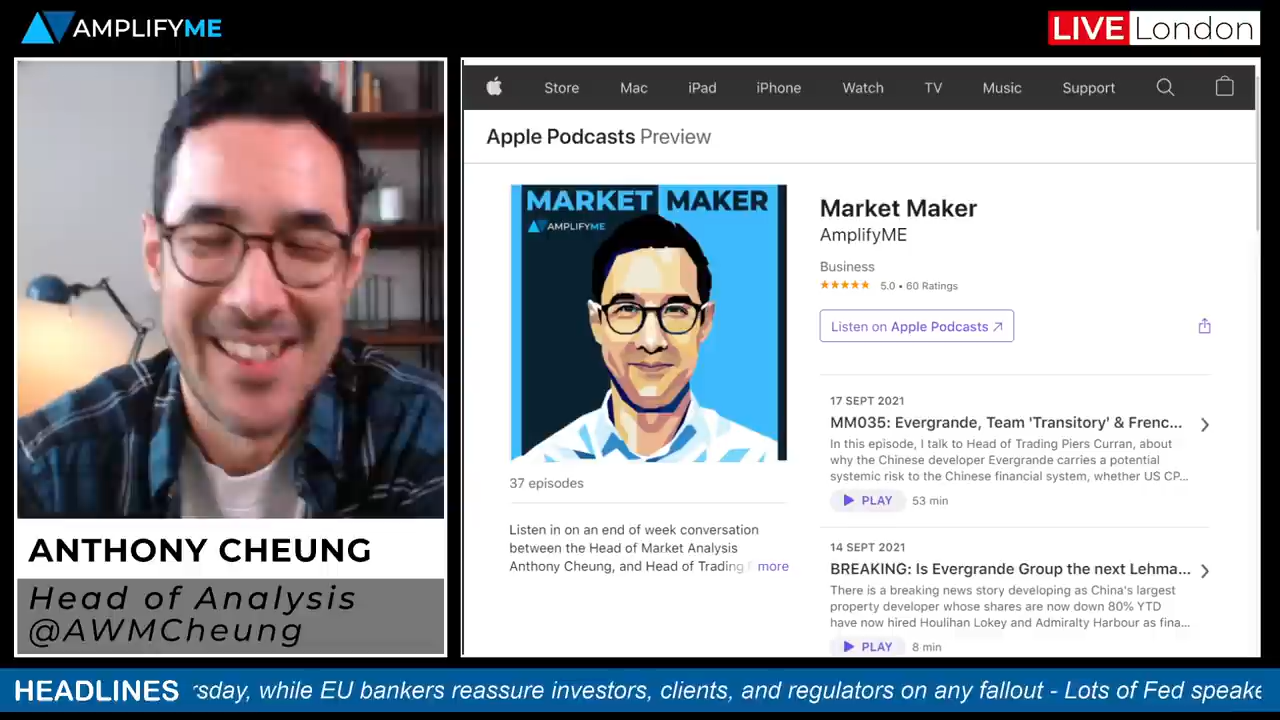 AMPLIFYME
LIVE London
Store Mac iPad iPhone Watch TV Music Support
Apple Podcasts Preview
MARKET MAKER
AMPLIFYME
37 episodes
Listen in on an end of week conversation
between the Head of Market Analysis
Anthony Cheung, and Head of Trading more
Market Maker
AmplifyME
Business
★★★★★ 5.0 • 60 Ratings
Listen on Apple Podcasts ↗
17 SEPT 2021
MM035: Evergrande, Team 'Transitory' & Frenc...
In this episode, I talk to Head of Trading Piers Curran, about
why the Chinese developer Evergrande carries a potential
systemic risk to the Chinese financial system, whether US CP...
PLAY 53 min
14 SEPT 2021
BREAKING: Is Evergrande Group the next Lehma...
There is a breaking news story developing as China's largest
property developer whose shares are now down 80% YTD
have now hired Houlihan Lokey and Admiralty Harbour as fina...
PLAY 8 min
ANTHONY CHEUNG
Head of Analysis
@AWMCheung
HEADLINES rsday, while EU bankers reassure investors, clients, and regulators on any fallout - Lots of Fed speake